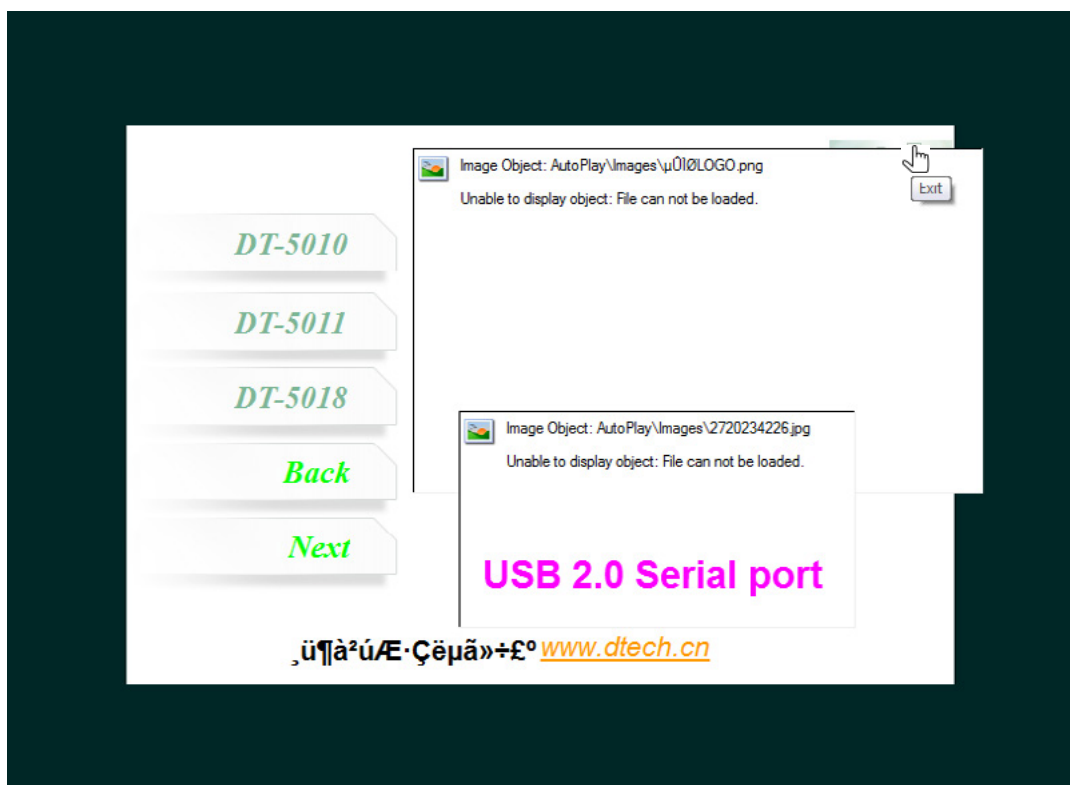 Image Object: AutoPlay\Images\µÛÌØLOGO.png
Unable to display object: File can not be loaded.
Exit
DT-5010
DT-5011
DT-5018
Back
Next
Image Object: AutoPlay\Images\2720234226.jpg
Unable to display object: File can not be loaded.
USB 2.0 Serial port
¸ü¶à²úÆ·Çëµã»÷£º www.dtech.cn